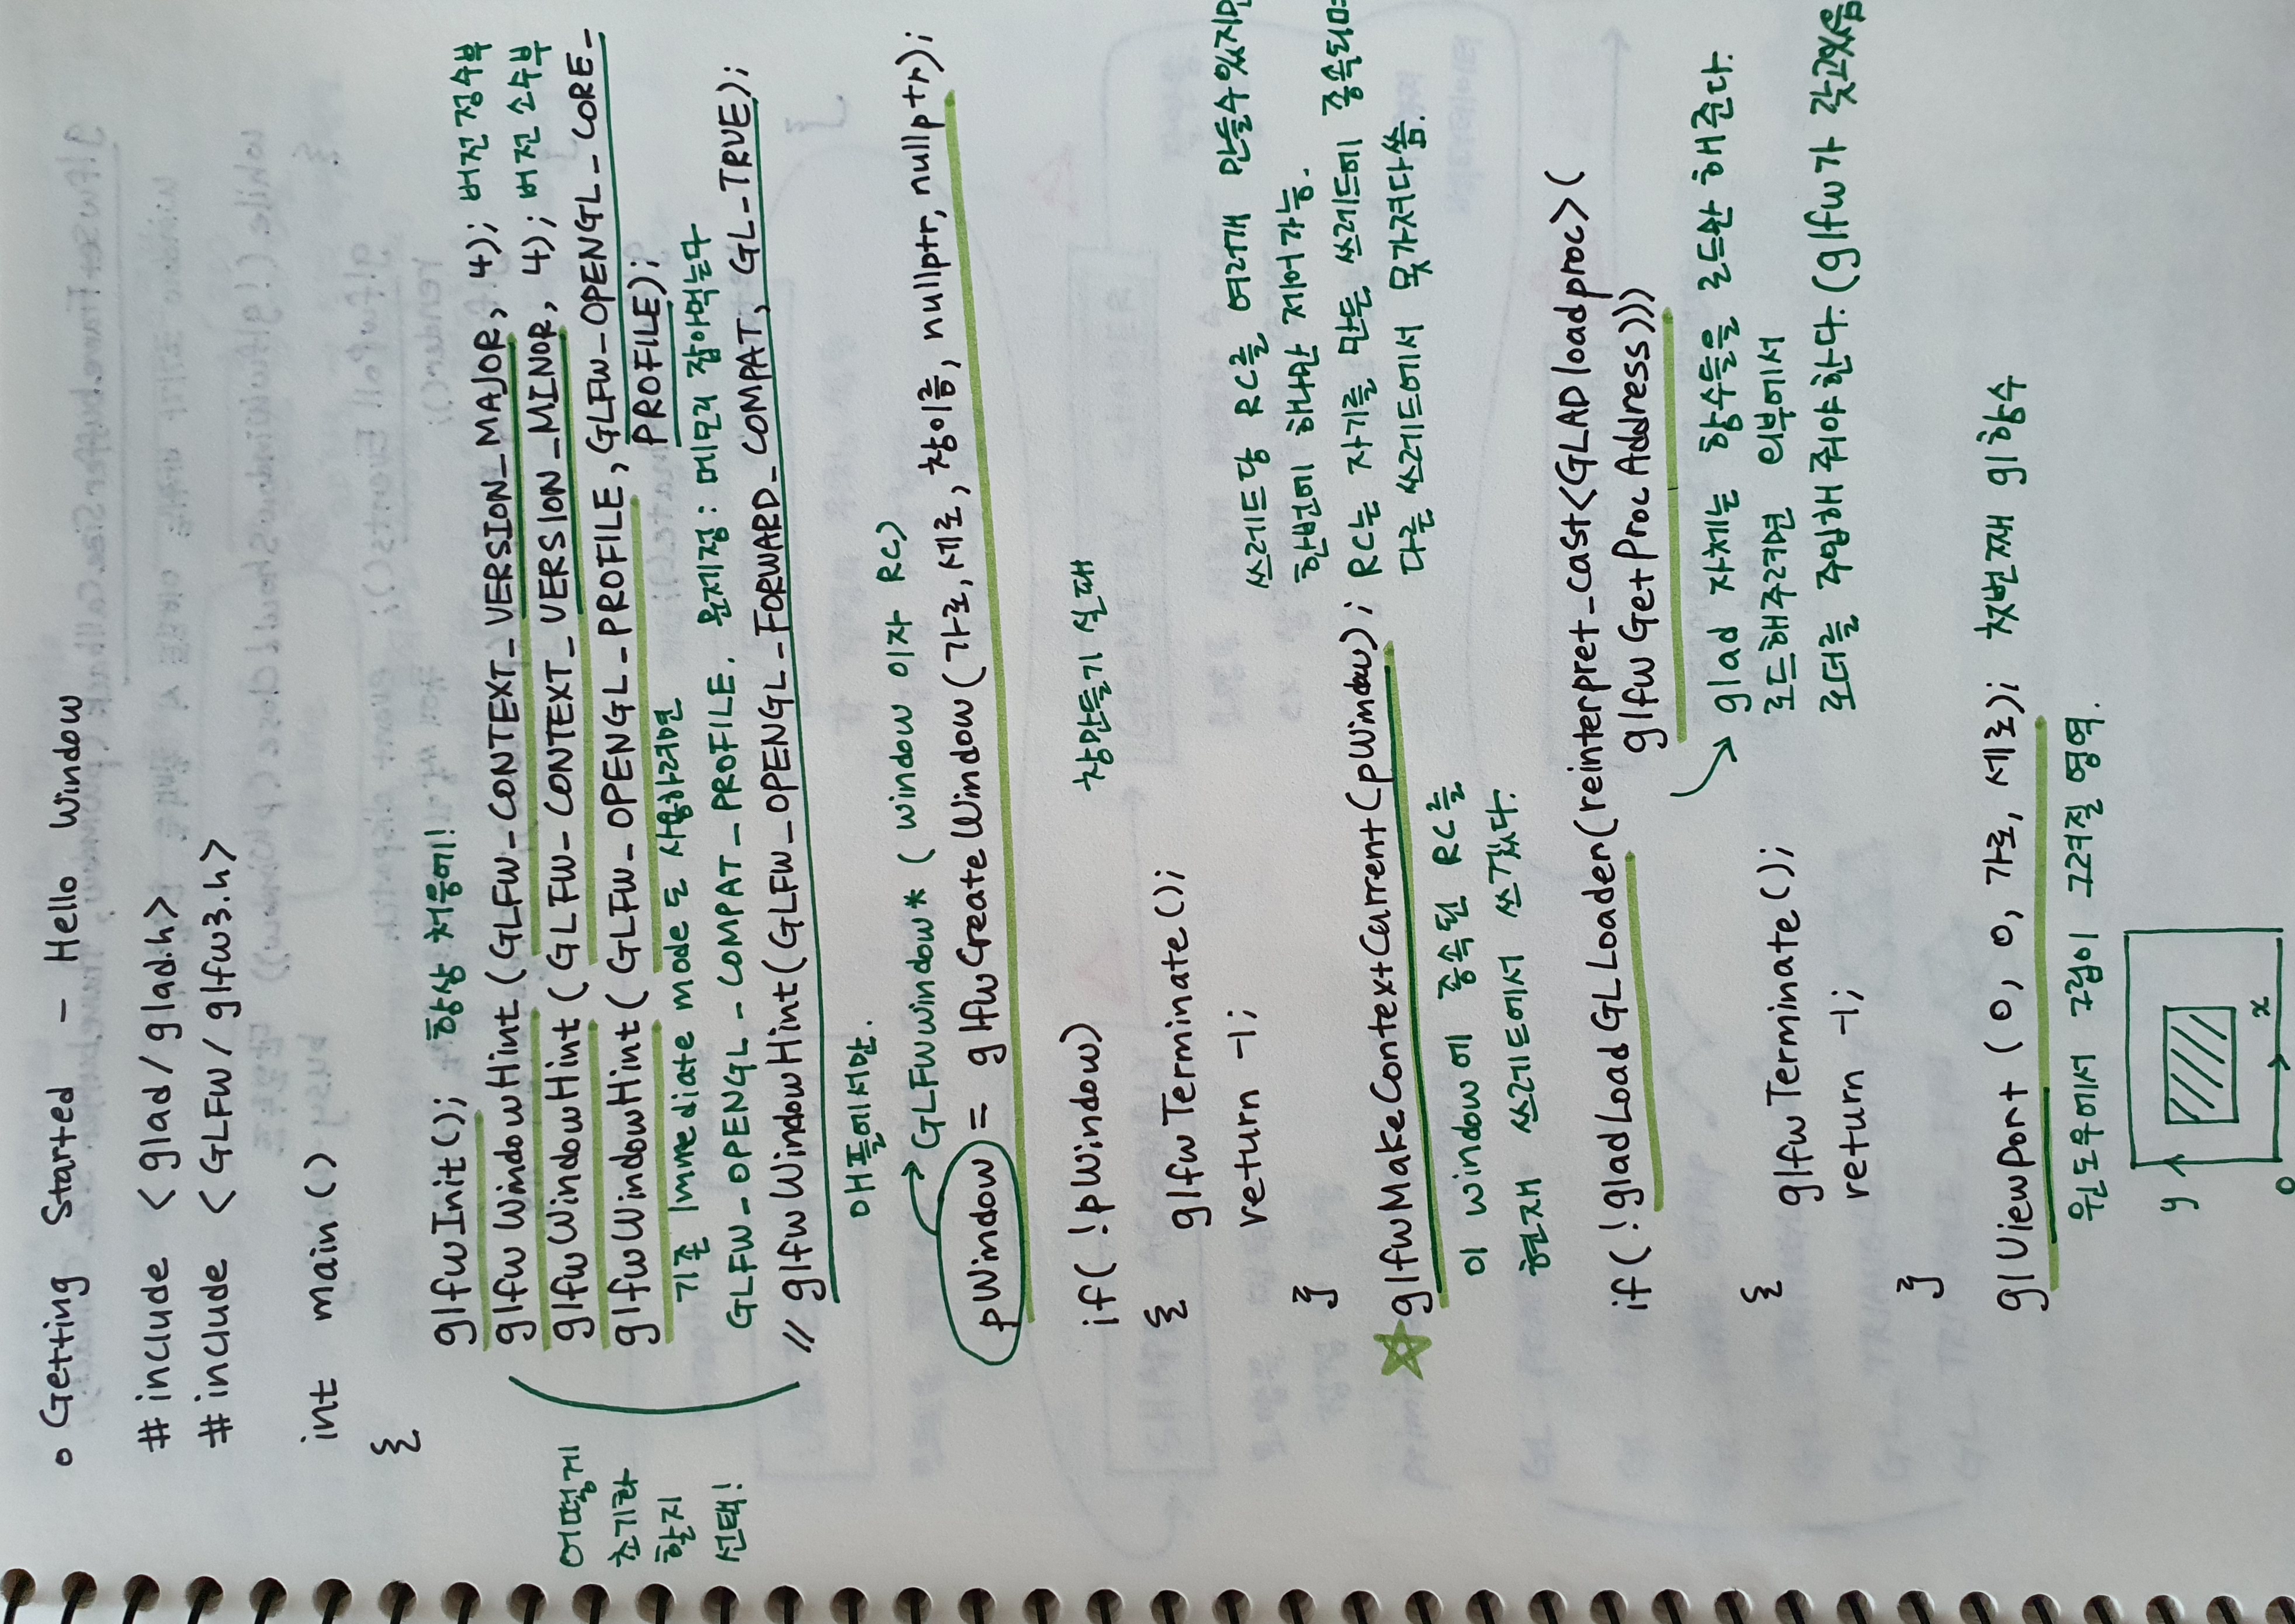 o Getting Started - Hello Window
#include <glad/glad.h>
#include <GLFW/glfw3.h>
int main()
{
glfwInit(); 항상 처음에!
glfwWindowHint(GLFW_CONTEXT_VERSION_MAJOR, 4); 버전 정수부
glfwWindowHint(GLFW_CONTEXT_VERSION_MINOR, 4); 버전 소수부
glfwWindowHint(GLFW_OPENGL_PROFILE, GLFW_OPENGL_CORE_
PROFILE);
어떻게
초기화
할지
선택!
기존 Immediate mode도 사용하려면
GLFW_OPENGL_COMPAT_PROFILE. 문제점: 메모리 잡아먹는다
// glfwWindowHint(GLFW_OPENGL_FORWARD_COMPAT, GL_TRUE);
애플에서만.
GLFWwindow* (window 이자 RC)
pWindow = glfwCreateWindow(가로, 세로, 창이름, nullptr, nullptr);
if( !pWindow) 창만들기 실패
{ glfwTerminate();
return -1;
}
쓰레드당 RC를 여러개 만들수있지만
한번에 하나만 제어가능.
RC는 자기를 만든 쓰레드에 종속되며
다른 쓰레드에서 못가져다씀.
glfwMakeContextCurrent(pWindow);
이 window에 종속된 RC를
현재 쓰레드에서 쓰겠다.
if( !gladLoadGLLoader(reinterpret_cast<GLADloadproc>(
glfwGetProcAddress)))
glad 자체는 함수들을 로드만 해준다.
로드해주려면 외부에서
로더를 주입해 줘야한다. (glfw가 갖고있음
{
glfwTerminate();
return -1;
}
glViewPort (0, 0, 가로, 세로); 첫번째 gl함수
윈도우에서 그림이 그려질 영역.
y
x
0